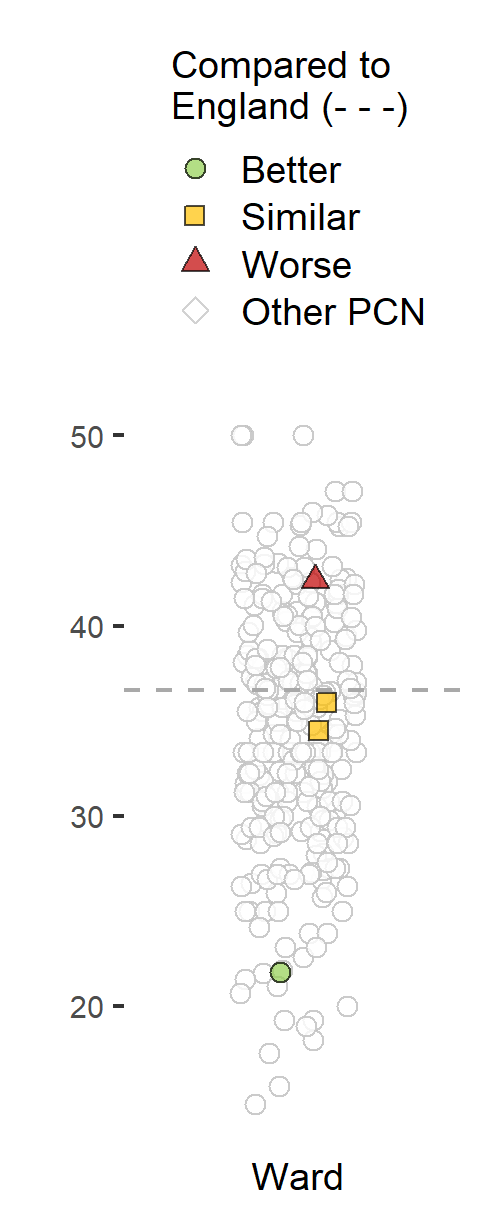 Compared to
England (- - -)
Better
Similar
Worse
Other PCN
50
40
30
20
Ward